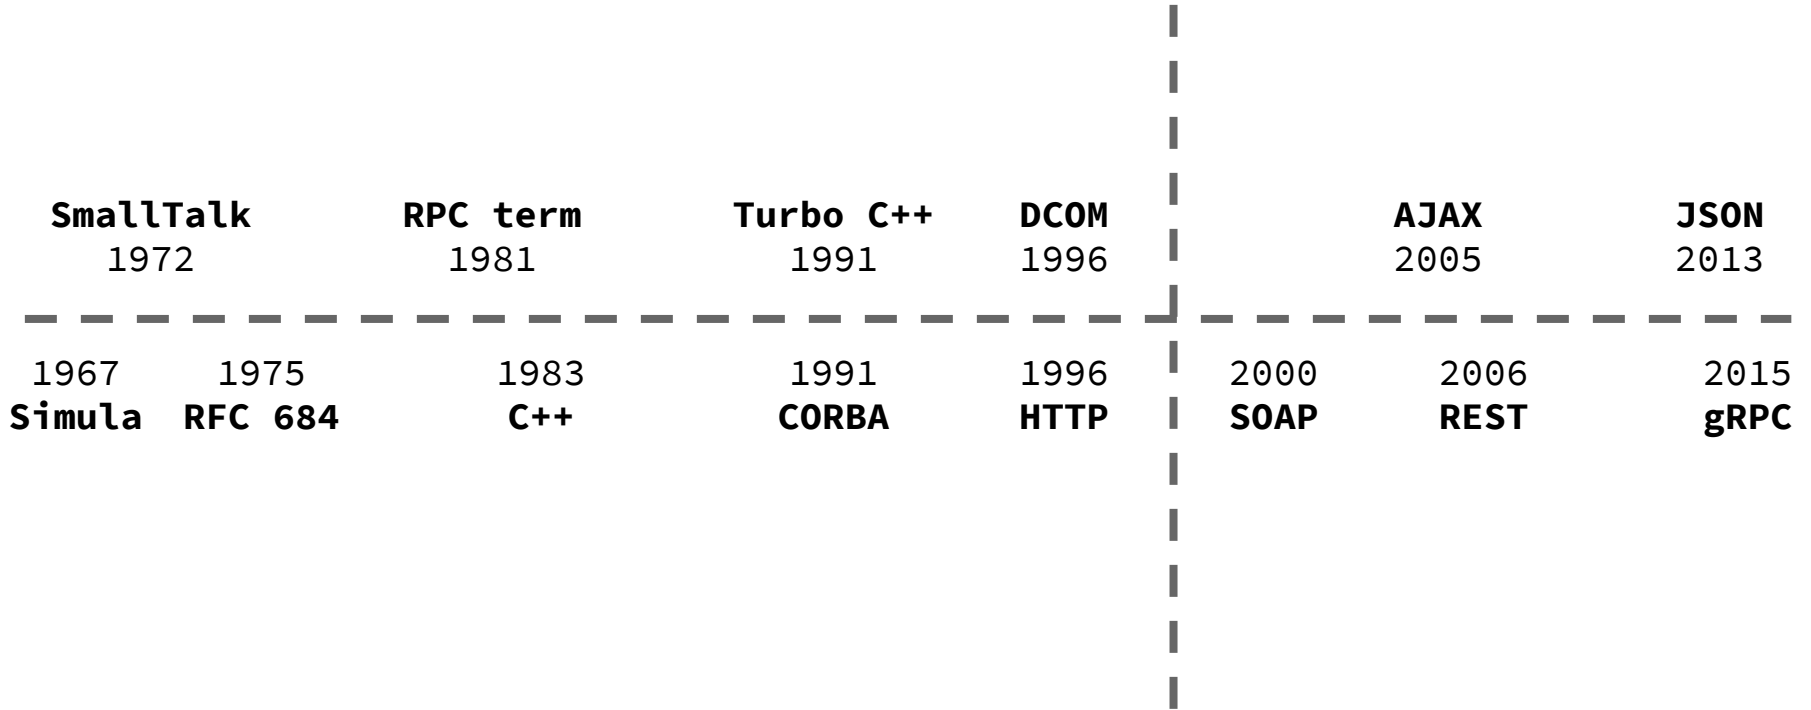 SmallTalk RPC term Turbo C++ DCOM AJAX JSON
1972 1981 1991 1996 2005 2013
1967 1975 1983 1991 1996 2000 2006 2015
Simula RFC 684 C++ CORBA HTTP SOAP REST gRPC